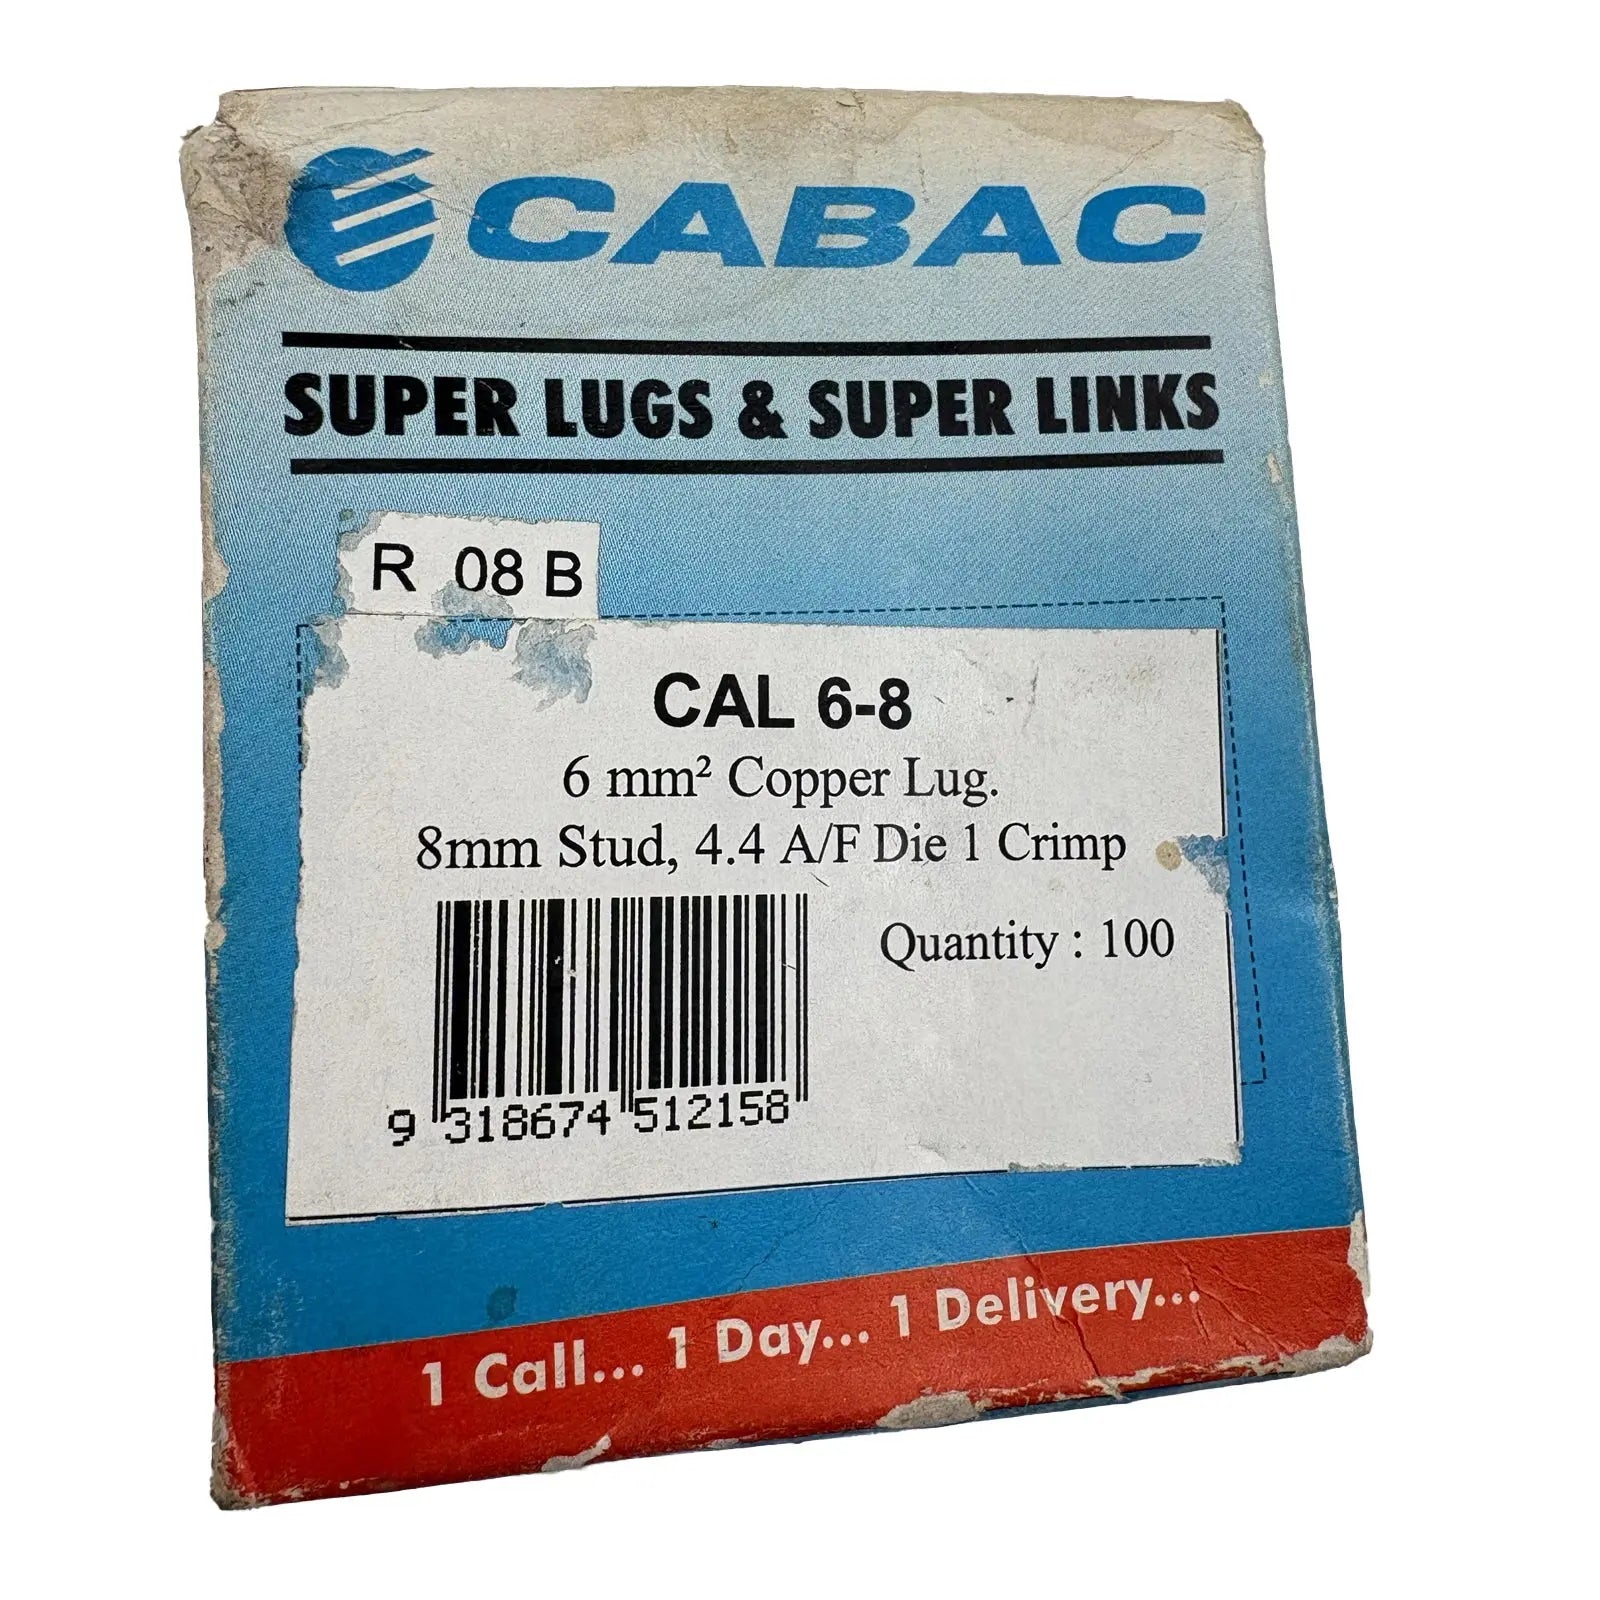 CABAC
SUPER LUGS & SUPER LINKS
R 08 B
CAL 6-8
6 mm² Copper Lug.
8mm Stud, 4.4 A/F Die 1 Crimp
Quantity : 100
9 318674 512158
1 Call... 1 Day... 1 Delivery...